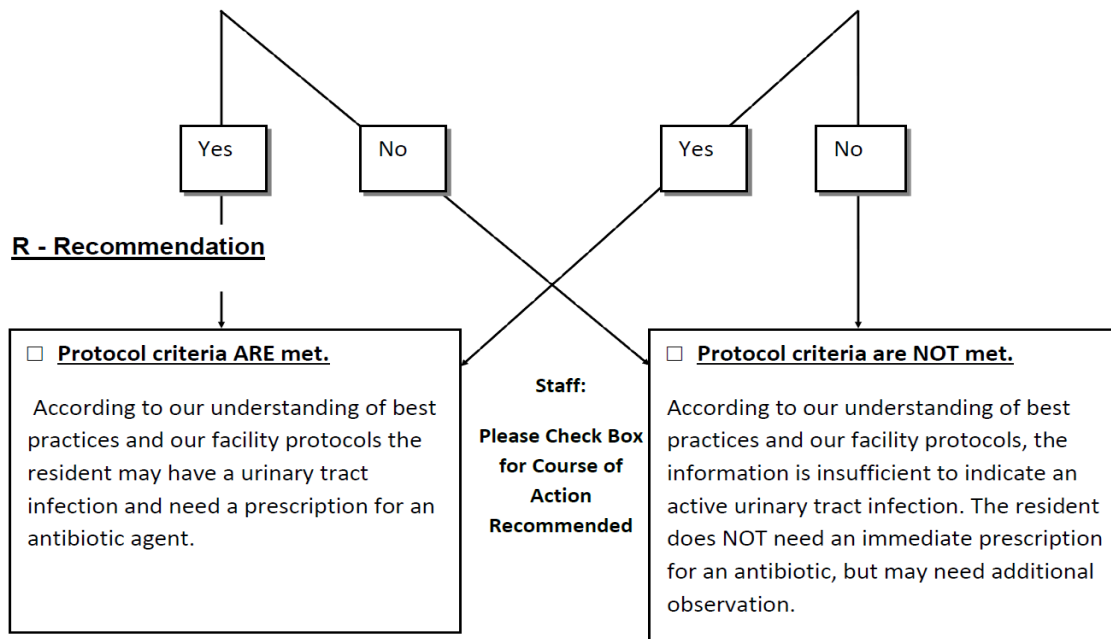 Yes
No
Yes
No
R - Recommendation
☐ Protocol criteria ARE met.
According to our understanding of best
practices and our facility protocols the
resident may have a urinary tract
infection and need a prescription for an
antibiotic agent.
Staff:
Please Check Box
for Course of
Action
Recommended
☐ Protocol criteria are NOT met.
According to our understanding of best
practices and our facility protocols, the
information is insufficient to indicate an
active urinary tract infection. The resident
does NOT need an immediate prescription
for an antibiotic, but may need additional
observation.